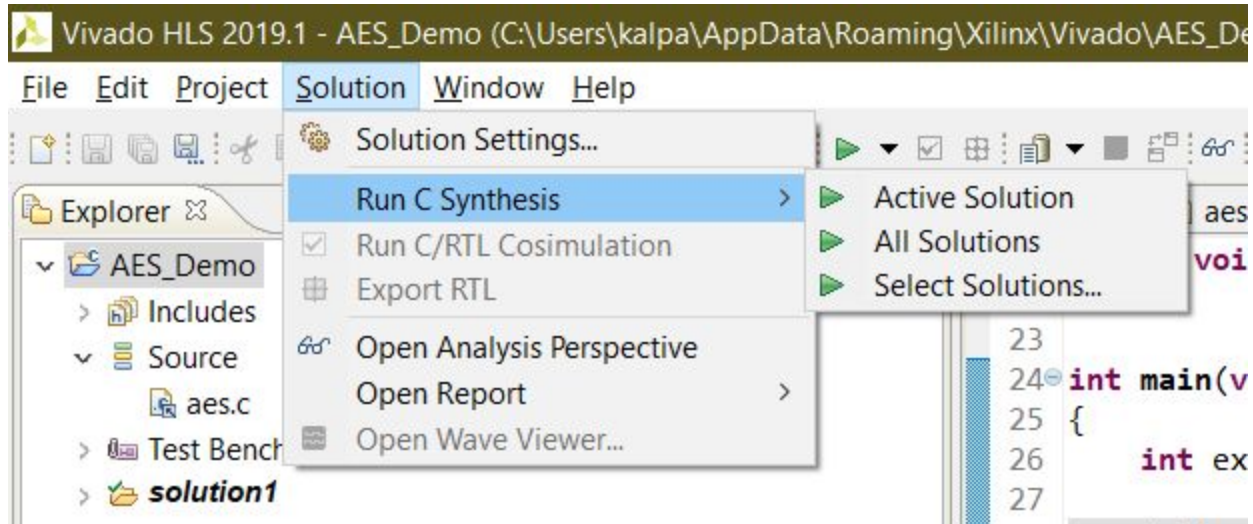 Vivado HLS 2019.1 - AES_Demo (C:\Users\kalpa\AppData\Roaming\Xilinx\Vivado\AES_De
File Edit Project Solution Window Help
Solution Settings...
Explorer
Run C Synthesis
Active Solution
aes
AES_Demo
Run C/RTL Cosimulation
All Solutions
voi
Includes
Export RTL
Select Solutions...
Source
Open Analysis Perspective
23
aes.c
Open Report
24 int main(v
Test Bench
Open Wave Viewer...
25 {
26 int ex
solution1
27